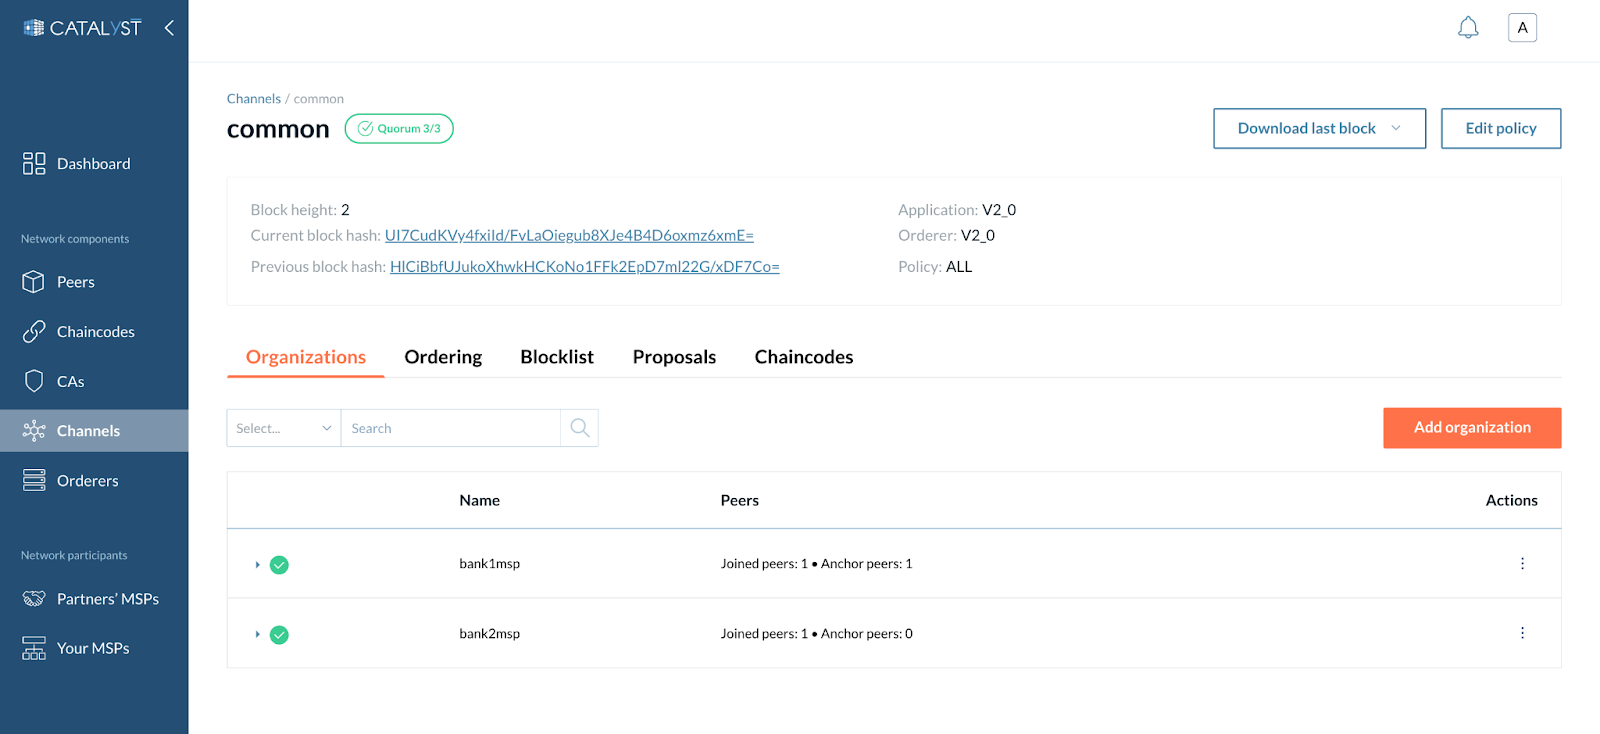 CATALYST
A
Dashboard
Network components
Peers
Chaincodes
CAs
Channels
Orderers
Network participants
Partners' MSPs
Your MSPs
Channels / common
common
Quorum 3/3
Download last block
Edit policy
Block height: 2
Current block hash: UI7CudKVy4fxiId/FvLaOiegub8XJe4B4D6oxmz6xmE=
Previous block hash: HICiBbfUJukoXhwkHCKoNo1FFk2EpD7ml22G/xDF7Co=
Application: V2_0
Orderer: V2_0
Policy: ALL
Organizations Ordering Blocklist Proposals Chaincodes
Select... Search
Add organization
Name Peers Actions
bank1msp Joined peers: 1 • Anchor peers: 1
bank2msp Joined peers: 1 • Anchor peers: 0